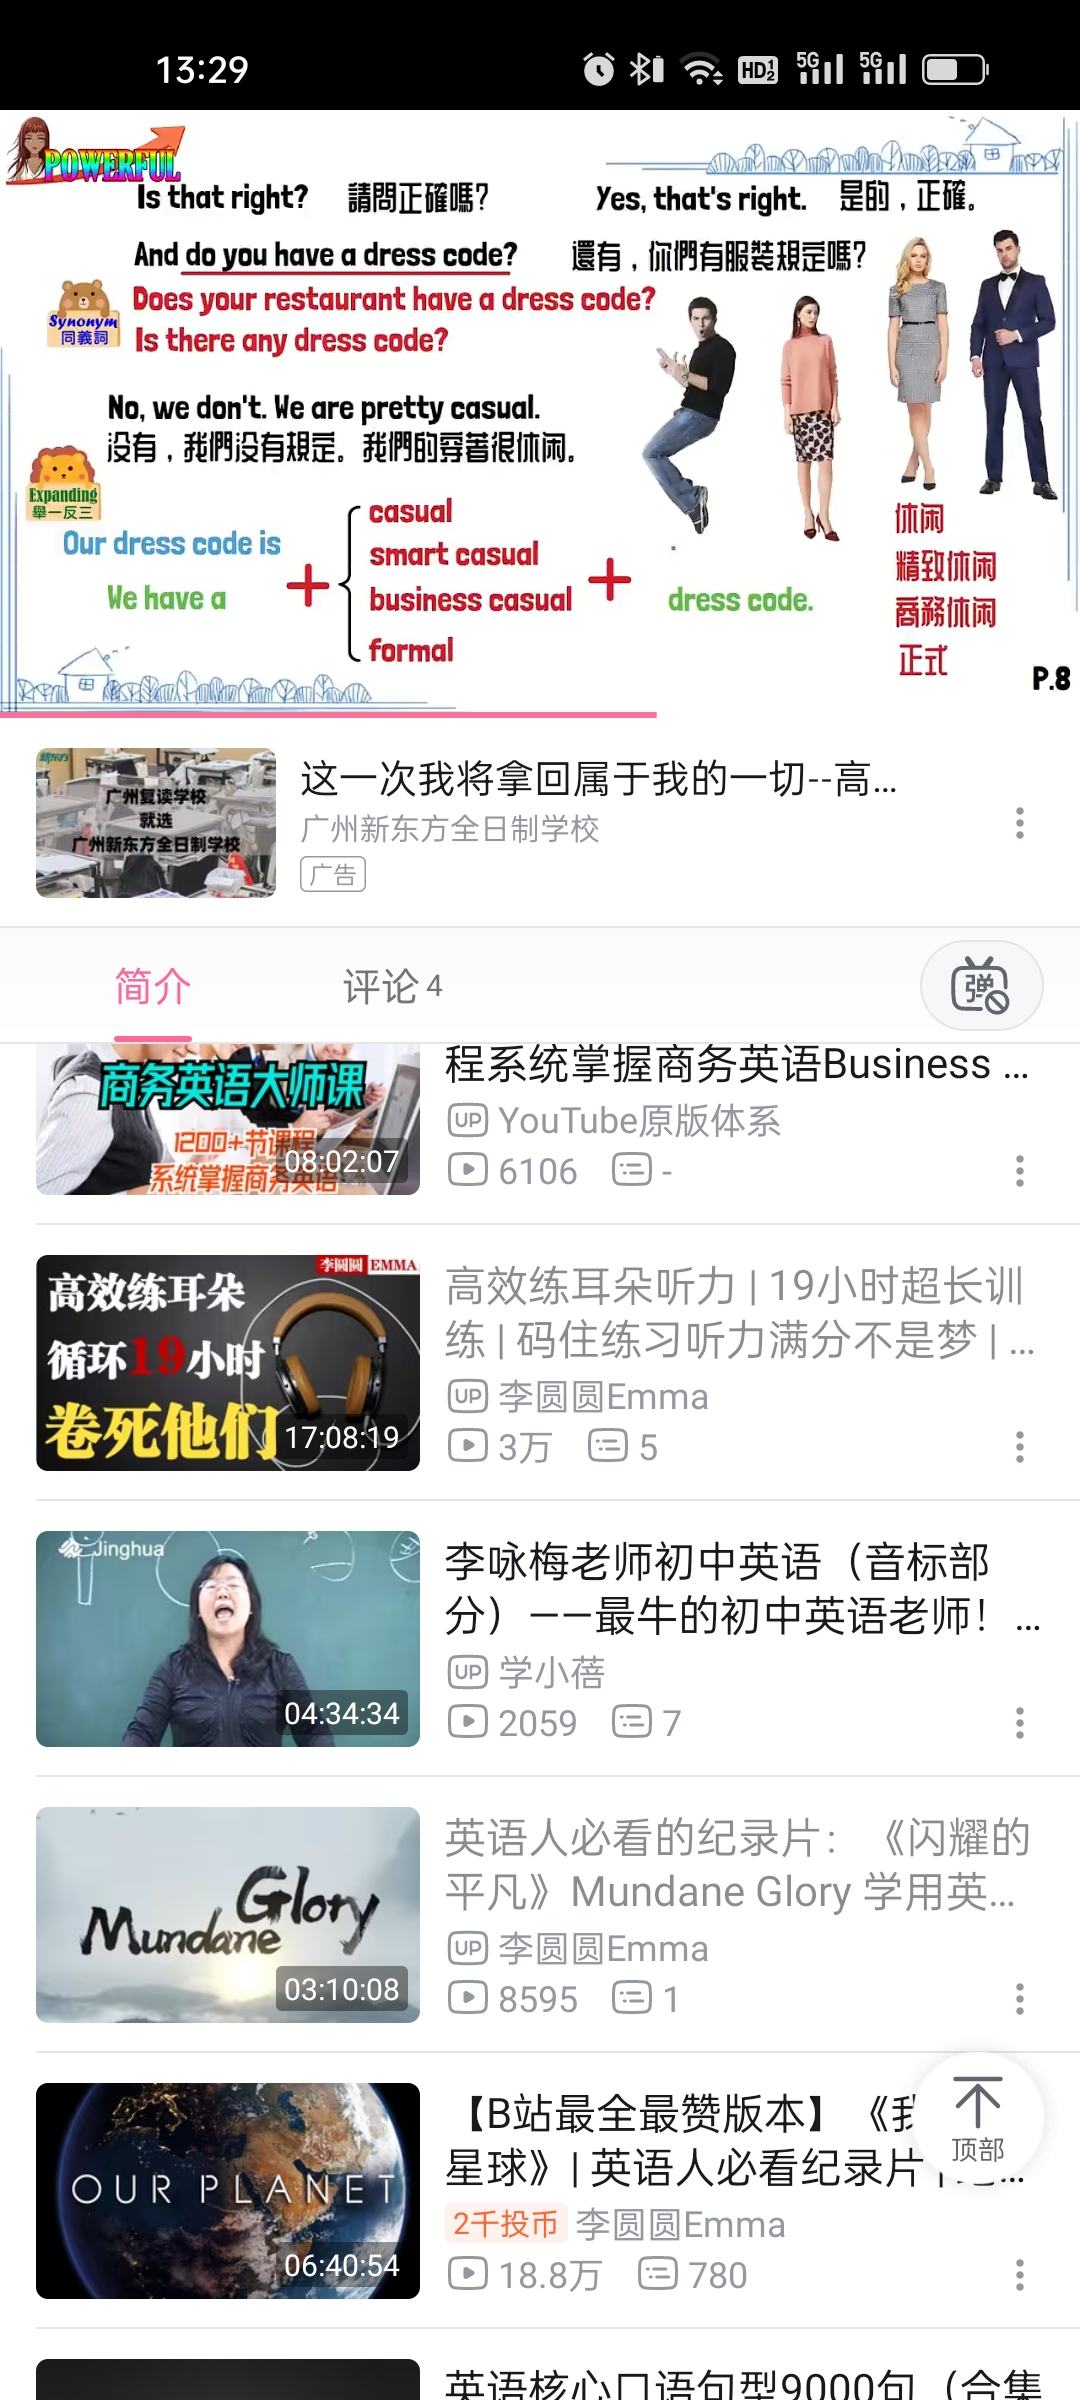 13:29
HD 1 2
5G
5G
POWERFUL
Is that right? 請問正確嗎?
Yes, that's right. 是的，正確。
And do you have a dress code? 還有，你們有服裝規定嗎?
Synonym
同義詞
Does your restaurant have a dress code?
Is there any dress code?
No, we don't. We are pretty casual.
没有，我們没有規定。我們的穿著很休闲。
Expanding
舉一反三
Our dress code is
We have a
+
casual
smart casual
business casual
formal
+
dress code.
休闲
精致休闲
商務休闲
正式
P.8
新东方
广州复读学校
就选
广州新东方全日制学校
这一次我将拿回属于我的一切--高...
广州新东方全日制学校
广告
简介
评论 4
弹
商务英语大师课
1200+节课程
系统掌握商务英语
08:02:07
程系统掌握商务英语Business ...
UP YouTube原版体系
6106 -
李圆圆 EMMA
高效练耳朵
循环19小时
卷死他们
17:08:19
高效练耳朵听力 | 19小时超长训
练 | 码住练习听力满分不是梦 | ...
UP 李圆圆Emma
3万 5
Jinghua
04:34:34
李咏梅老师初中英语（音标部
分）——最牛的初中英语老师！...
UP 学小蓓
2059 7
Mundane Glory
03:10:08
英语人必看的纪录片：《闪耀的
平凡》Mundane Glory 学用英...
UP 李圆圆Emma
8595 1
OUR PLANET
06:40:54
【B站最全最赞版本】《我
星球》| 英语人必看纪录片 |
2千投币 李圆圆Emma
18.8万 780
顶部
英语核心口语句型9000句（合集